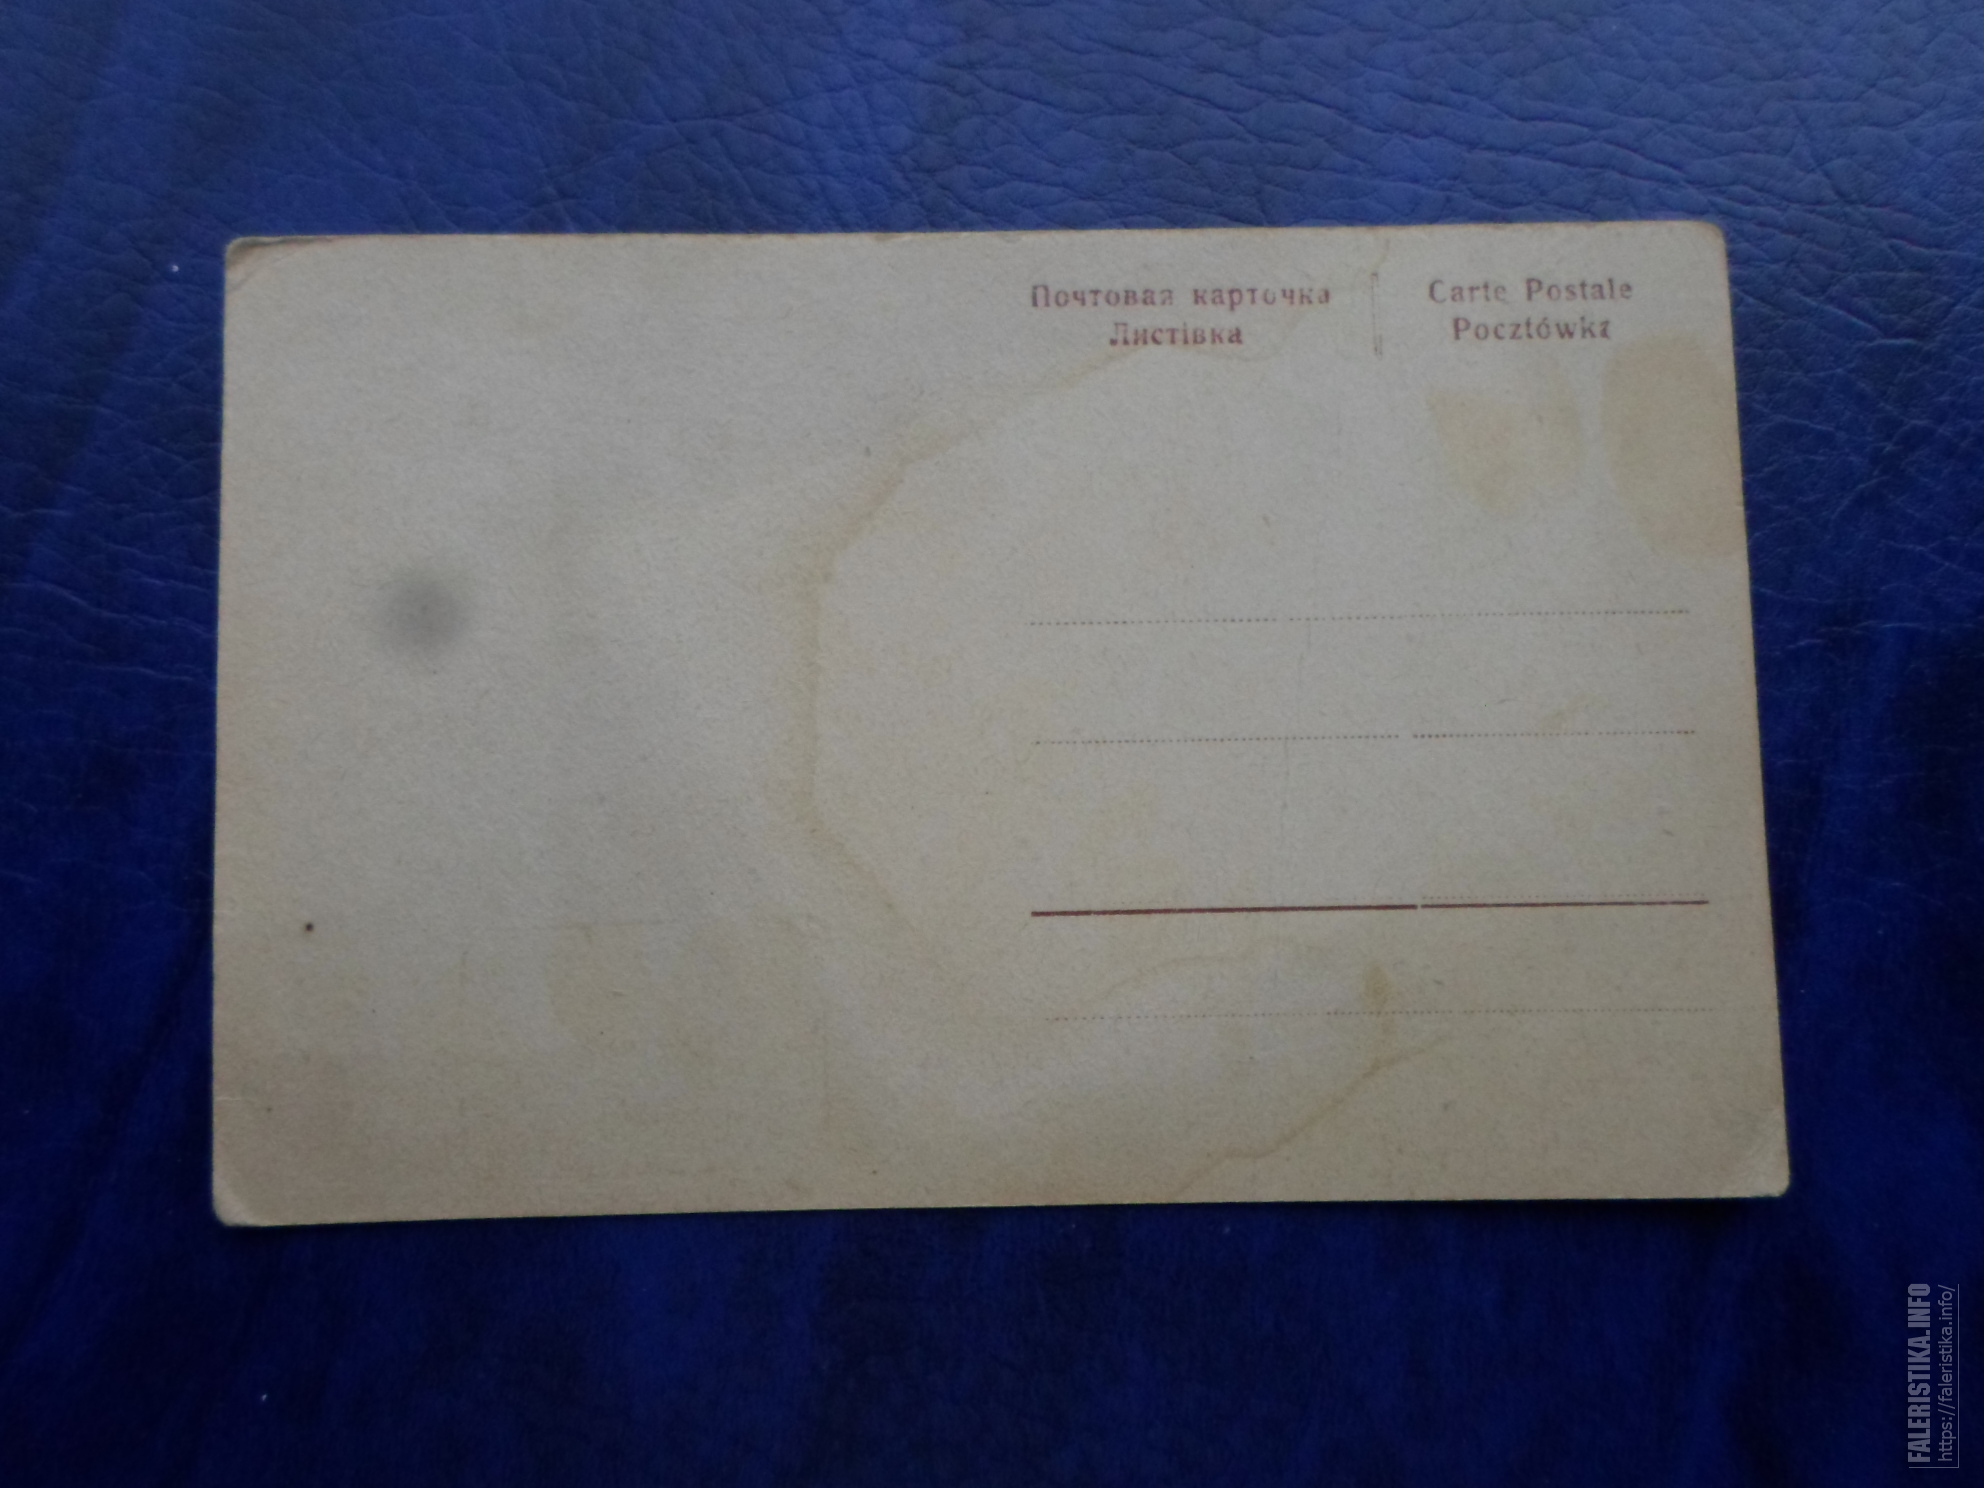 Почтовая карточка
Листівка
Carte Postale
Pocztówka
FALERISTIKA.INFO
https://faleristika.info/